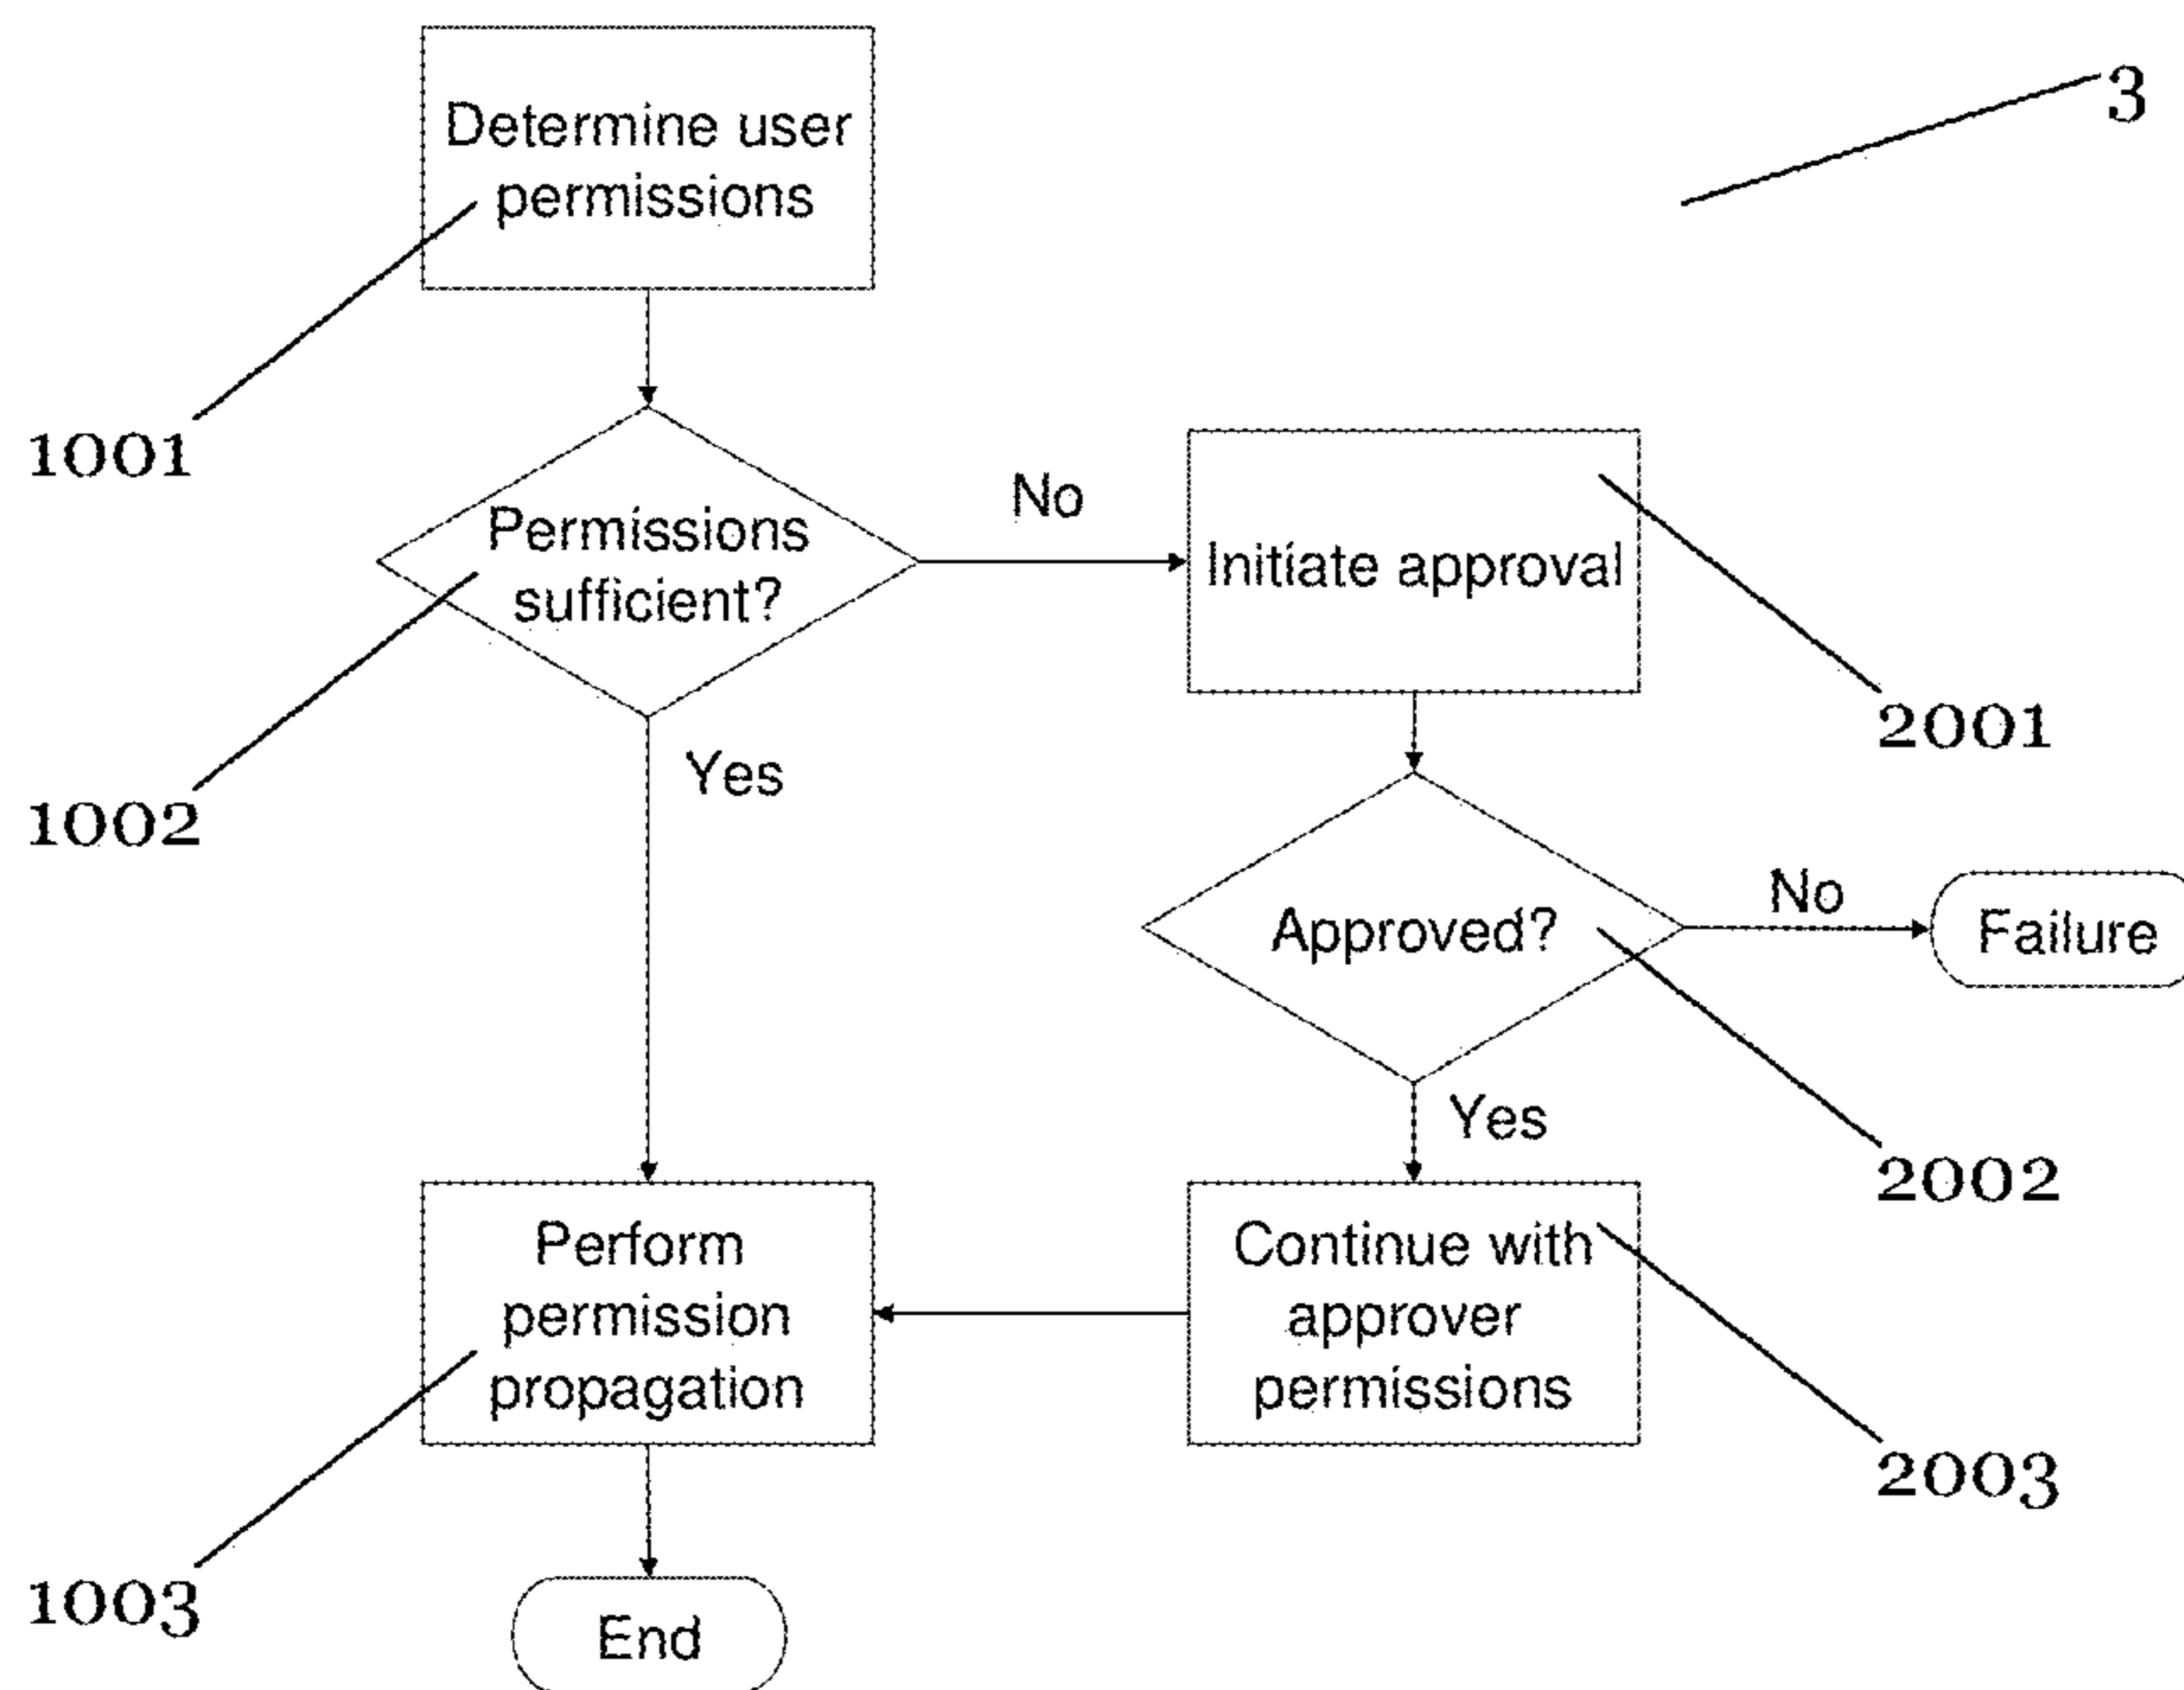 Determine user
permissions
3
1001
Permissions
sufficient?
No
Initiate approval
2001
1002
Yes
Approved?
No
Failure
2002
Yes
Perform
permission
propagation
Continue with
approver
permissions
2003
1003
End